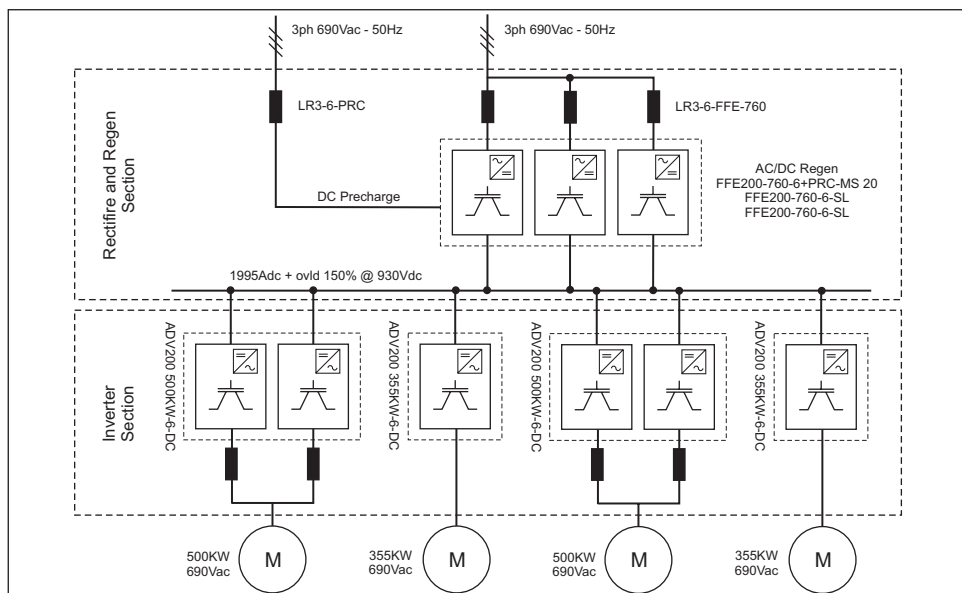 3ph 690Vac - 50Hz
3ph 690Vac - 50Hz
Rectifire and Regen
Section
LR3-6-PRC
LR3-6-FFE-760
DC Precharge
AC/DC Regen
FFE200-760-6+PRC-MS 20
FFE200-760-6-SL
FFE200-760-6-SL
1995Adc + ovld 150% @ 930Vdc
Inverter
Section
ADV200 500KW-6-DC
ADV200 355KW-6-DC
ADV200 500KW-6-DC
ADV200 355KW-6-DC
500KW
690Vac
M
355KW
690Vac
M
500KW
690Vac
M
355KW
690Vac
M